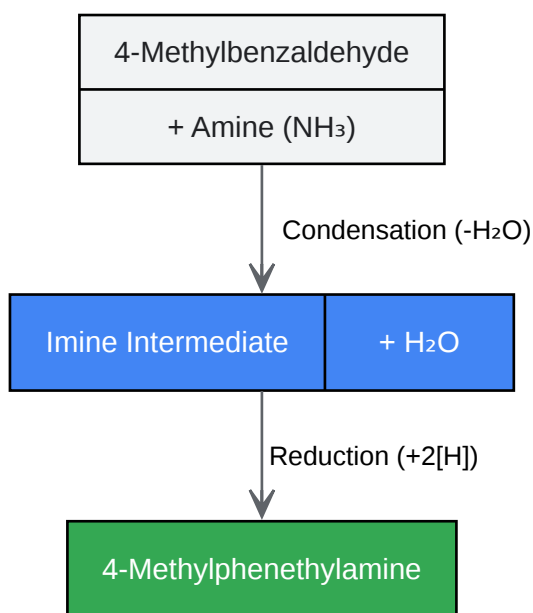 4-Methylbenzaldehyde
+ Amine (NH₃)
Condensation (-H₂O)
Imine Intermediate
+ H₂O
Reduction (+2[H])
4-Methylphenethylamine